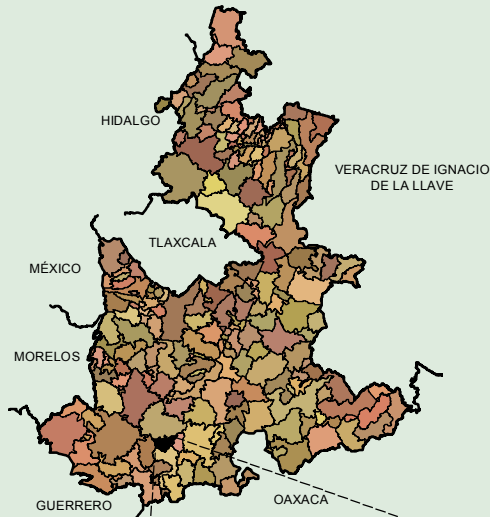 HIDALGO
VERACRUZ DE IGNACIO
DE LA LLAVE
TLAXCALA
MÉXICO
MORELOS
GUERRERO
OAXACA